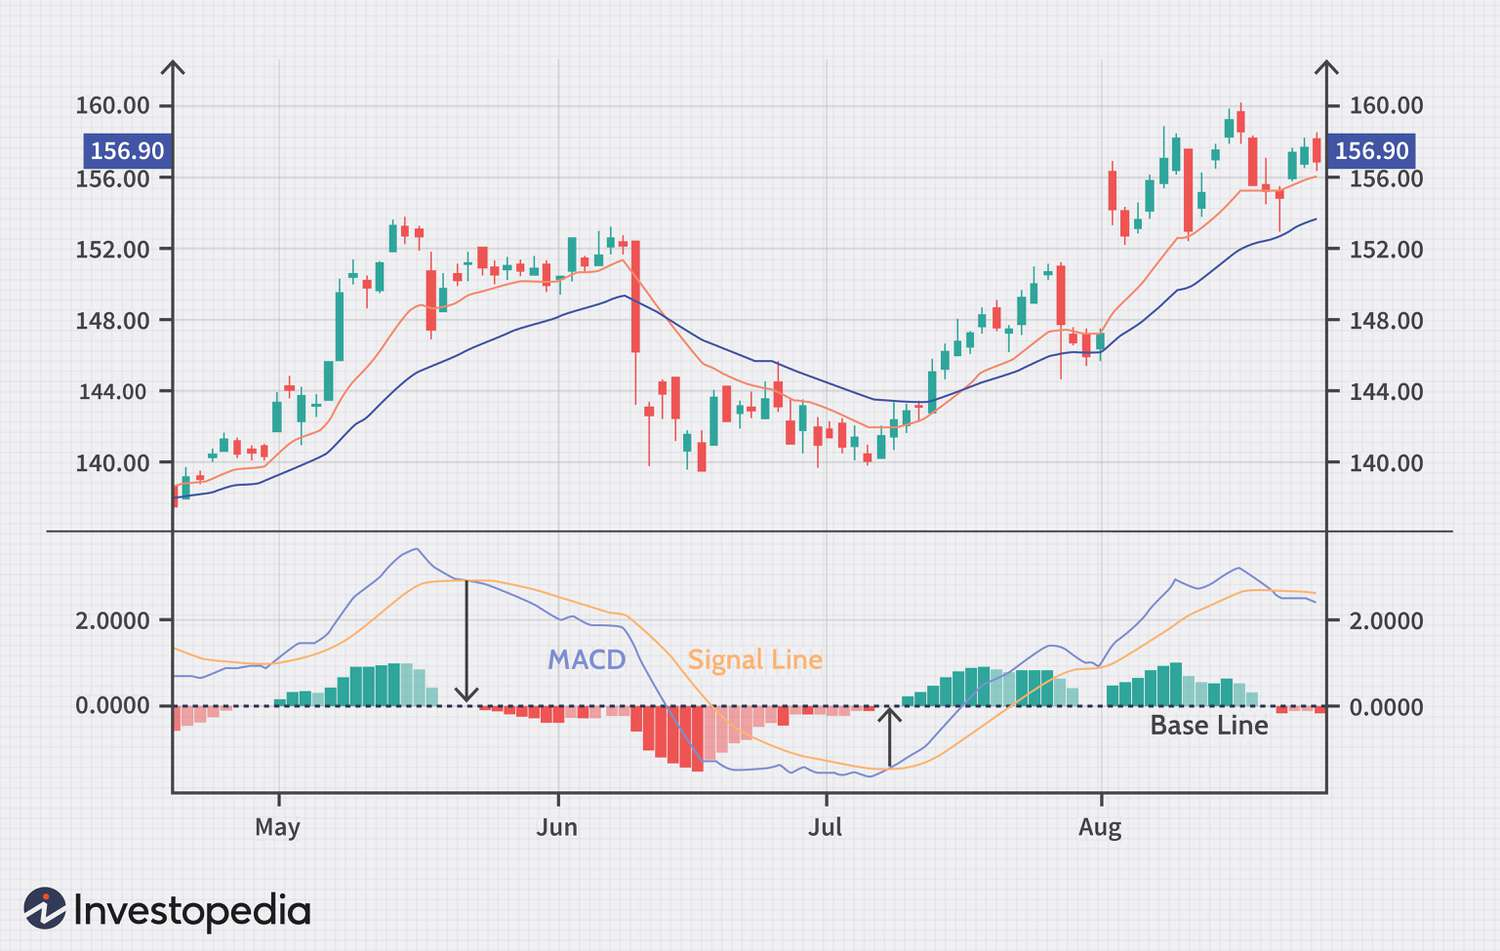 160.00 160.00
156.90 156.90
156.00 156.00
152.00 152.00
148.00 148.00
144.00 144.00
140.00 140.00
2.0000 2.0000
MACD Signal Line
0.0000 0.0000
Base Line
May Jun Jul Aug
Investopedia